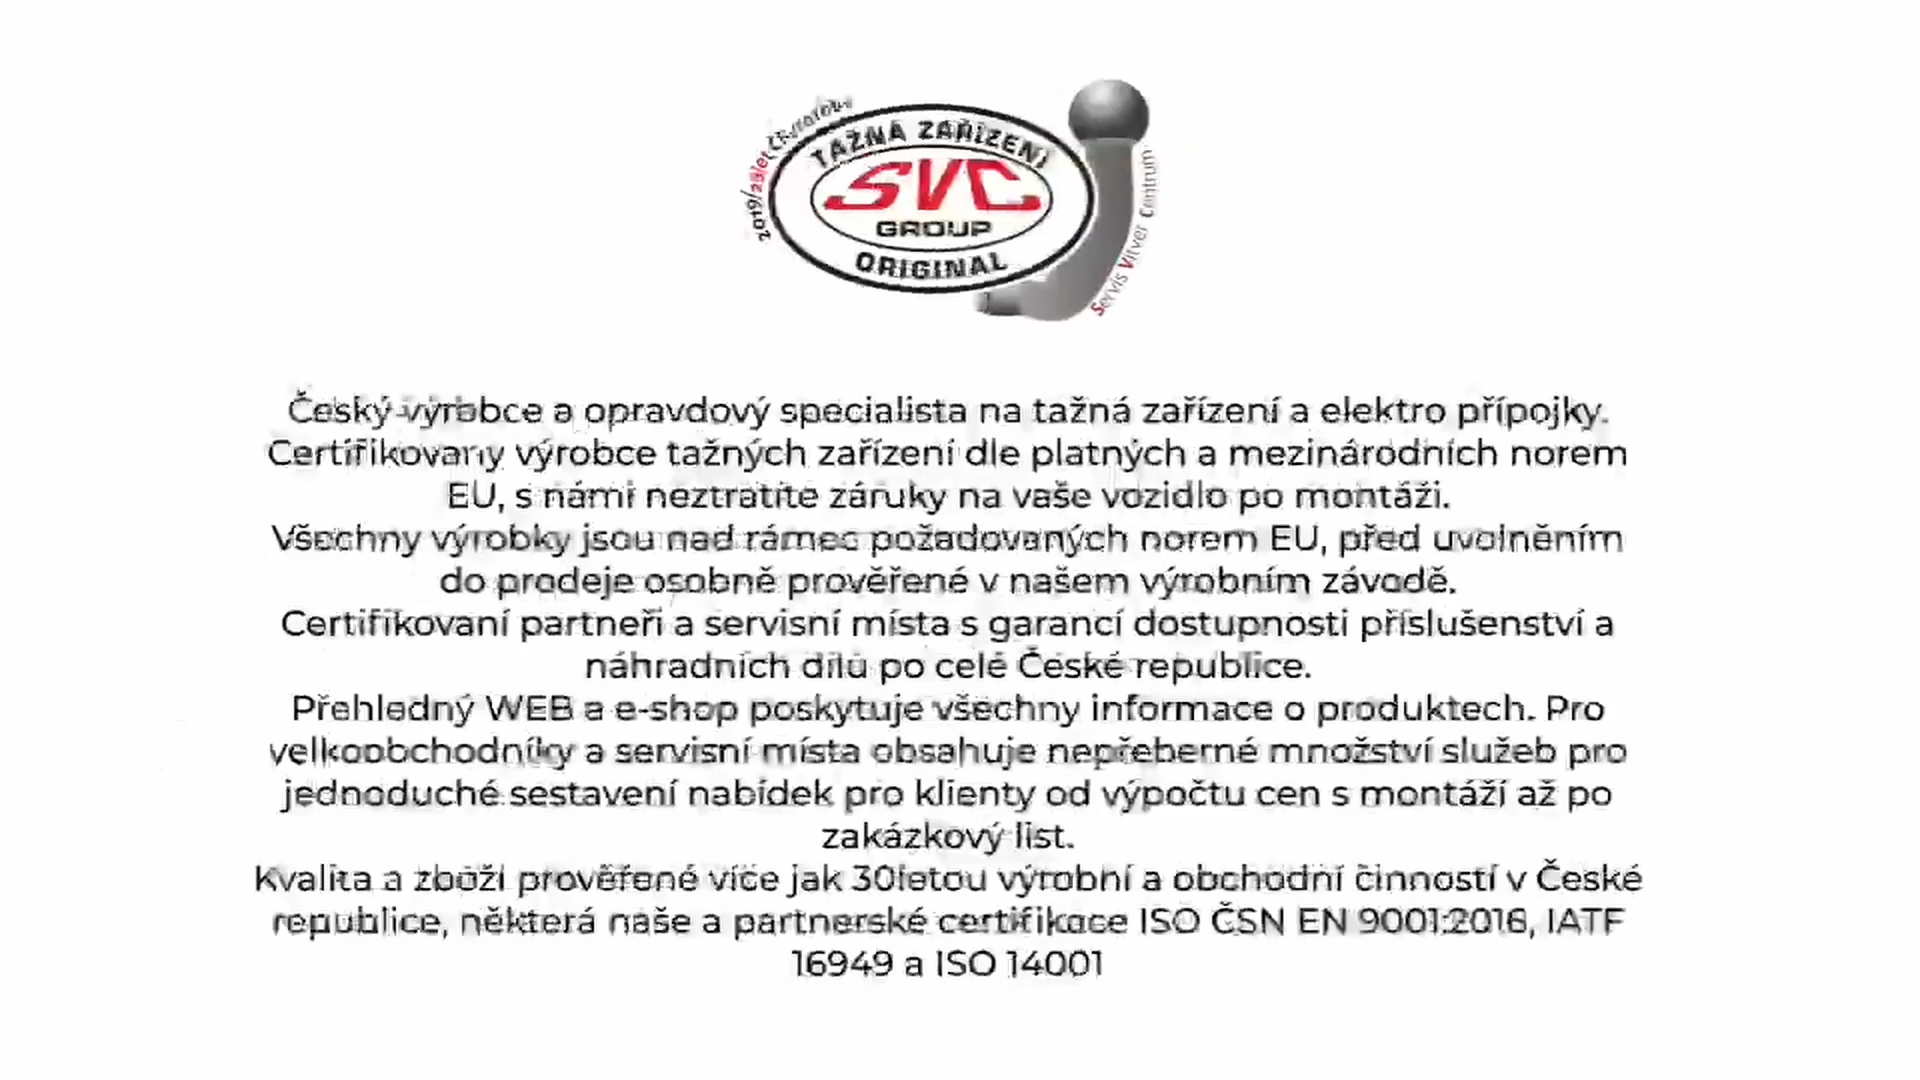 TAŽNÁ ZAŘÍZENÍ
SVC
GROUP
ORIGINAL
Servis Vitver Centrum
Český výrobce a opravdový specialista na tažná zařízení a elektro přípojky.
Certifikovaný výrobce tažných zařízení dle platných a mezinárodních norem
EU, s námi neztratíte záruky na vaše vozidlo po montáži.
Všechny výrobky jsou nad rámec požadovaných norem EU, před uvolněním
do prodeje osobně prověřené v našem výrobním závodě.
Certifikovaní partneři a servisní místa s garancí dostupnosti příslušenství a
náhradních dílů po celé České republice.
Přehledný WEB a e-shop poskytuje všechny informace o produktech. Pro
velkoobchodníky a servisní místa obsahuje nepřeberné množství služeb pro
jednoduché sestavení nabídek pro klienty od výpočtu cen s montáží až po
zakázkový list.
Kvalita a zboží prověřené více jak 30letou výrobní a obchodní činností v České
republice, některá naše a partnerské certifikace ISO ČSN EN 9001:2016, IATF
16949 a ISO 14001